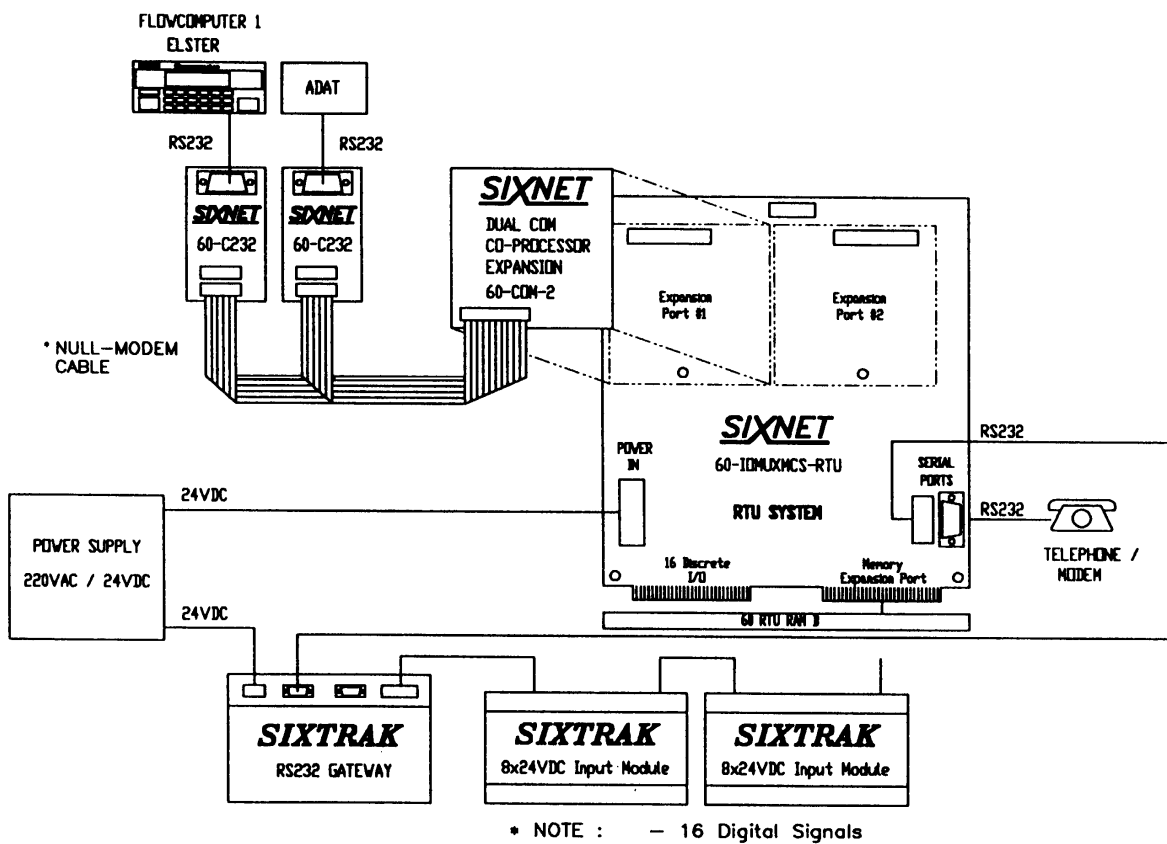 FLOWCOMPUTER 1
ELSTER
ADAT
RS232
RS232
SIXNET
60-C232
SIXNET
60-C232
SIXNET
DUAL COM
CO-PROCESSOR
EXPANSION
60-COM-2
Expansion
Port #1
Expansion
Port #2
* NULL-MODEM
CABLE
SIXNET
60-IOMUXMCS-RTU
RTU SYSTEM
POWER
IN
SERIAL
PORTS
RS232
RS232
TELEPHONE /
MODEM
24VDC
POWER SUPPLY
220VAC / 24VDC
24VDC
16 Discrete
I/O
Memory
Expansion Port
60 RTU RAM D
SIXTRAK
RS232 GATEWAY
SIXTRAK
8x24VDC Input Module
SIXTRAK
8x24VDC Input Module
* NOTE : - 16 Digital Signals